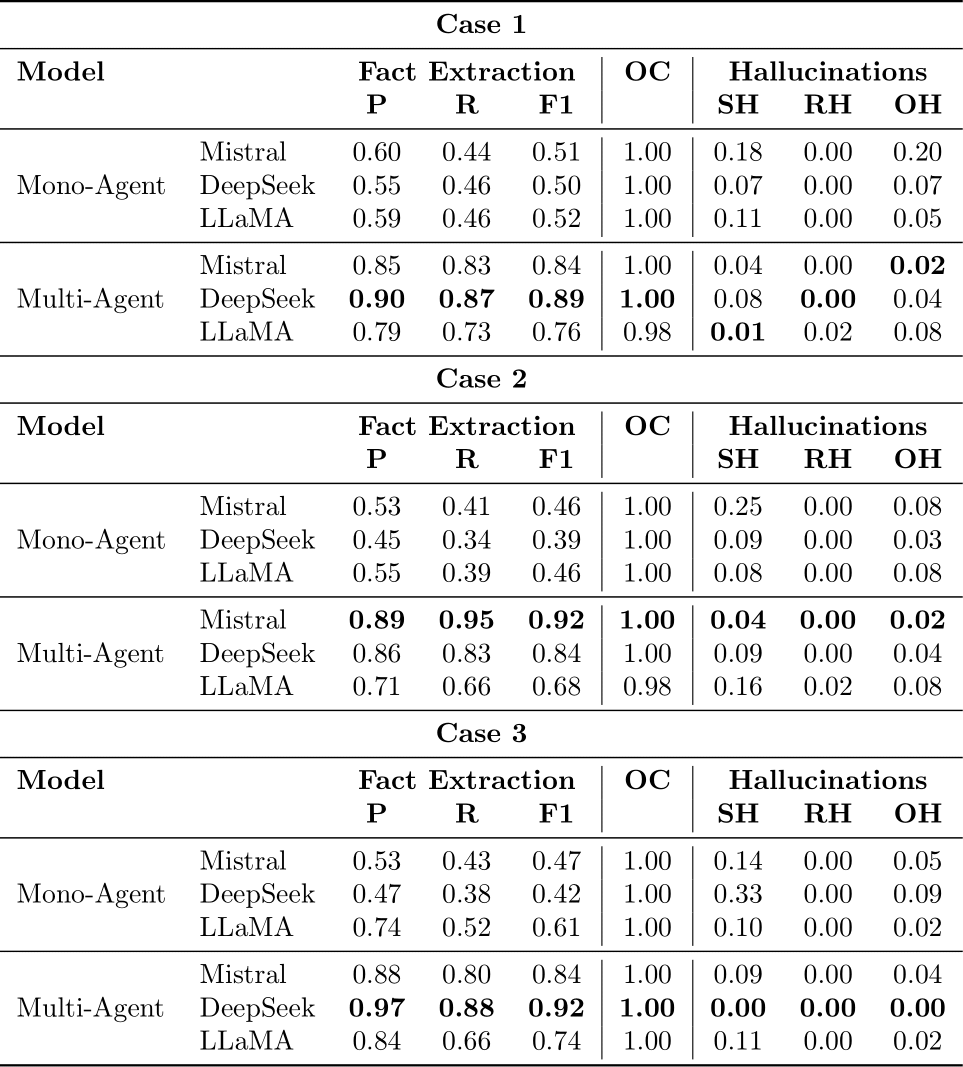 Case 1
Model Fact Extraction OC Hallucinations
P R F1 SH RH OH
Mistral 0.60 0.44 0.51 1.00 0.18 0.00 0.20
Mono-Agent DeepSeek 0.55 0.46 0.50 1.00 0.07 0.00 0.07
LLaMA 0.59 0.46 0.52 1.00 0.11 0.00 0.05
Mistral 0.85 0.83 0.84 1.00 0.04 0.00 0.02
Multi-Agent DeepSeek 0.90 0.87 0.89 1.00 0.08 0.00 0.04
LLaMA 0.79 0.73 0.76 0.98 0.01 0.02 0.08
Case 2
Model Fact Extraction OC Hallucinations
P R F1 SH RH OH
Mistral 0.53 0.41 0.46 1.00 0.25 0.00 0.08
Mono-Agent DeepSeek 0.45 0.34 0.39 1.00 0.09 0.00 0.03
LLaMA 0.55 0.39 0.46 1.00 0.08 0.00 0.08
Mistral 0.89 0.95 0.92 1.00 0.04 0.00 0.02
Multi-Agent DeepSeek 0.86 0.83 0.84 1.00 0.09 0.00 0.04
LLaMA 0.71 0.66 0.68 0.98 0.16 0.02 0.08
Case 3
Model Fact Extraction OC Hallucinations
P R F1 SH RH OH
Mistral 0.53 0.43 0.47 1.00 0.14 0.00 0.05
Mono-Agent DeepSeek 0.47 0.38 0.42 1.00 0.33 0.00 0.09
LLaMA 0.74 0.52 0.61 1.00 0.10 0.00 0.02
Mistral 0.88 0.80 0.84 1.00 0.09 0.00 0.04
Multi-Agent DeepSeek 0.97 0.88 0.92 1.00 0.00 0.00 0.00
LLaMA 0.84 0.66 0.74 1.00 0.11 0.00 0.02